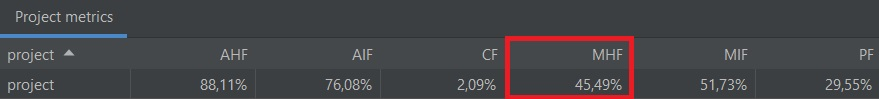 Project metrics
project AHF AIF CF MHF MIF PF
project 88,11% 76,08% 2,09% 45,49% 51,73% 29,55%